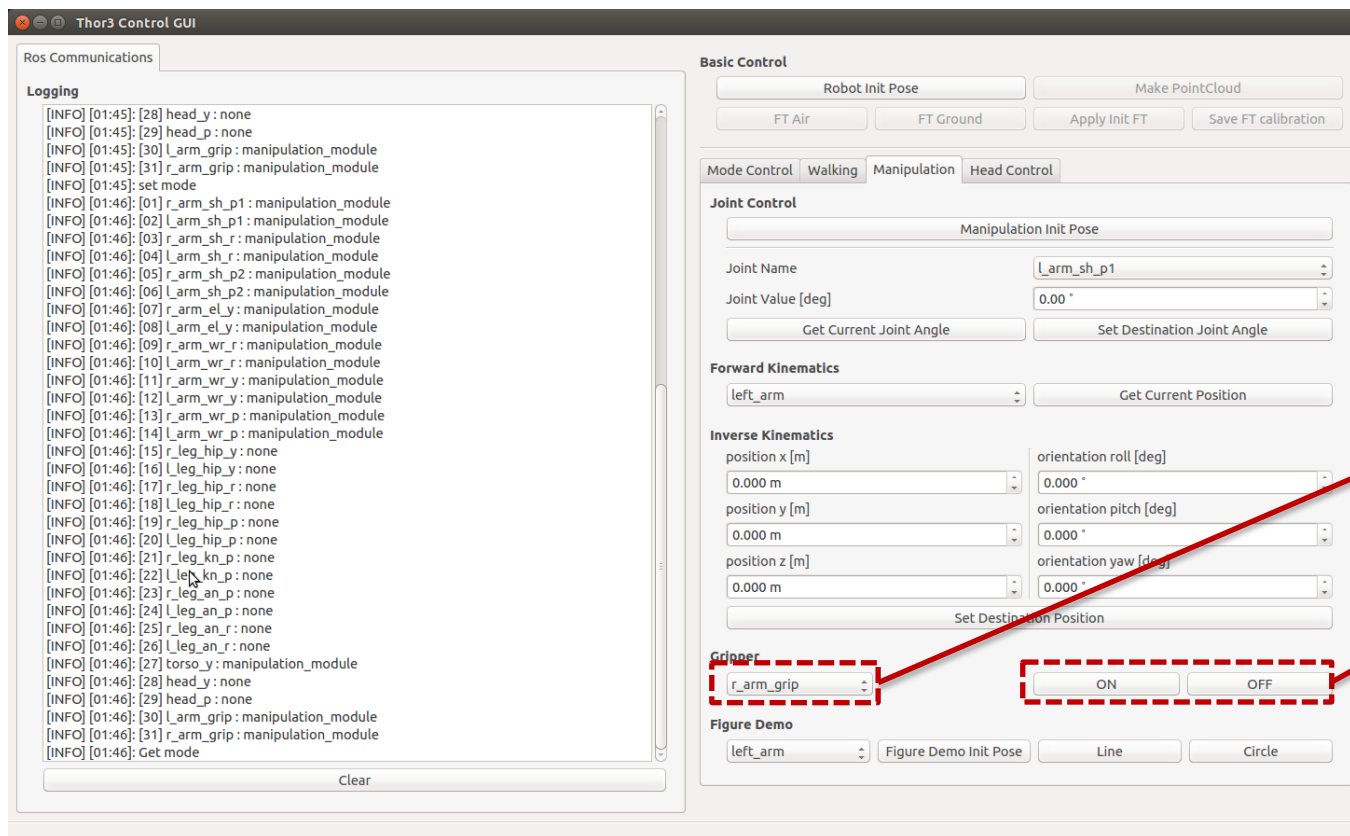 Thor3 Control GUI
Ros Communications
Logging
[INFO] [01:45]: [28] head_y : none
[INFO] [01:45]: [29] head_p : none
[INFO] [01:45]: [30] l_arm_grip : manipulation_module
[INFO] [01:45]: [31] r_arm_grip : manipulation_module
[INFO] [01:45]: set mode
[INFO] [01:46]: [01] r_arm_sh_p1 : manipulation_module
[INFO] [01:46]: [02] l_arm_sh_p1 : manipulation_module
[INFO] [01:46]: [03] r_arm_sh_r : manipulation_module
[INFO] [01:46]: [04] l_arm_sh_r : manipulation_module
[INFO] [01:46]: [05] r_arm_sh_p2 : manipulation_module
[INFO] [01:46]: [06] l_arm_sh_p2 : manipulation_module
[INFO] [01:46]: [07] r_arm_el_y : manipulation_module
[INFO] [01:46]: [08] l_arm_el_y : manipulation_module
[INFO] [01:46]: [09] r_arm_wr_r : manipulation_module
[INFO] [01:46]: [10] l_arm_wr_r : manipulation_module
[INFO] [01:46]: [11] r_arm_wr_y : manipulation_module
[INFO] [01:46]: [12] l_arm_wr_y : manipulation_module
[INFO] [01:46]: [13] r_arm_wr_p : manipulation_module
[INFO] [01:46]: [14] l_arm_wr_p : manipulation_module
[INFO] [01:46]: [15] r_leg_hip_y : none
[INFO] [01:46]: [16] l_leg_hip_y : none
[INFO] [01:46]: [17] r_leg_hip_r : none
[INFO] [01:46]: [18] l_leg_hip_r : none
[INFO] [01:46]: [19] r_leg_hip_p : none
[INFO] [01:46]: [20] l_leg_hip_p : none
[INFO] [01:46]: [21] r_leg_kn_p : none
[INFO] [01:46]: [22] l_leg_kn_p : none
[INFO] [01:46]: [23] r_leg_an_p : none
[INFO] [01:46]: [24] l_leg_an_p : none
[INFO] [01:46]: [25] r_leg_an_r : none
[INFO] [01:46]: [26] l_leg_an_r : none
[INFO] [01:46]: [27] torso_y : manipulation_module
[INFO] [01:46]: [28] head_y : none
[INFO] [01:46]: [29] head_p : none
[INFO] [01:46]: [30] l_arm_grip : manipulation_module
[INFO] [01:46]: [31] r_arm_grip : manipulation_module
[INFO] [01:46]: Get mode
Clear
Basic Control
Robot Init Pose Make PointCloud
FT Air FT Ground Apply Init FT Save FT calibration
Mode Control Walking Manipulation Head Control
Joint Control
Manipulation Init Pose
Joint Name l_arm_sh_p1
Joint Value [deg] 0.00 °
Get Current Joint Angle Set Destination Joint Angle
Forward Kinematics
left_arm Get Current Position
Inverse Kinematics
position x [m] orientation roll [deg]
0.000 m 0.000 °
position y [m] orientation pitch [deg]
0.000 m 0.000 °
position z [m] orientation yaw [deg]
0.000 m 0.000 °
Set Destination Position
Gripper
r_arm_grip ON OFF
Figure Demo
left_arm Figure Demo Init Pose Line Circle